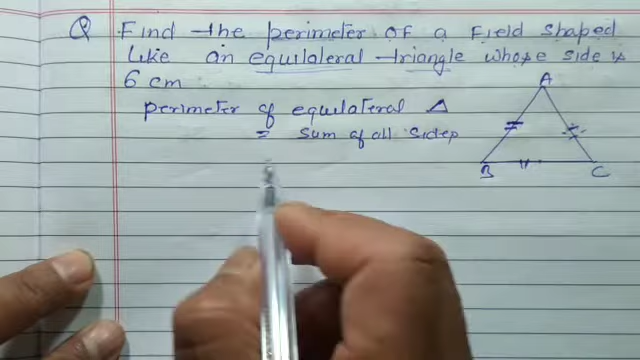 Q Find the perimeter of a Field shaped
like an equilateral triangle whose side is
6 cm
perimeter of equilateral Δ
= sum of all sides
A
B
C